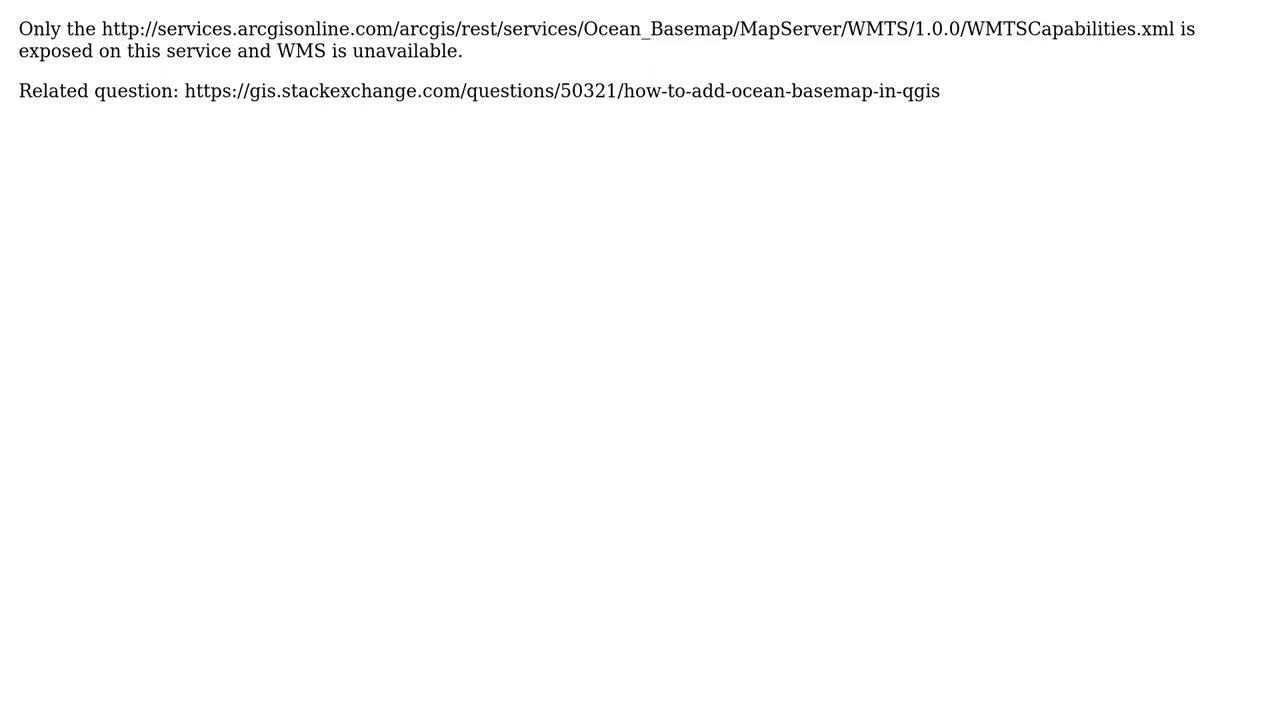 Only the http://services.arcgisonline.com/arcgis/rest/services/Ocean_Basemap/MapServer/WMTS/1.0.0/WMTSCapabilities.xml is
exposed on this service and WMS is unavailable.
Related question: https://gis.stackexchange.com/questions/50321/how-to-add-ocean-basemap-in-qgis